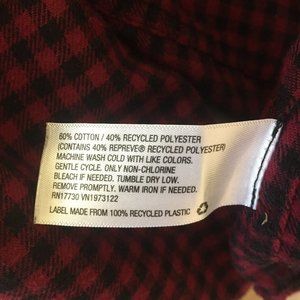 60% COTTON / 40% RECYCLED POLYESTER
(CONTAINS 40% REPREVE® RECYCLED POLYESTER)
MACHINE WASH COLD WITH LIKE COLORS.
GENTLE CYCLE. ONLY NON-CHLORINE
BLEACH IF NEEDED. TUMBLE DRY LOW.
REMOVE PROMPTLY. WARM IRON IF NEEDED.
RN17730 VN1973122
LABEL MADE FROM 100% RECYCLED PLASTIC